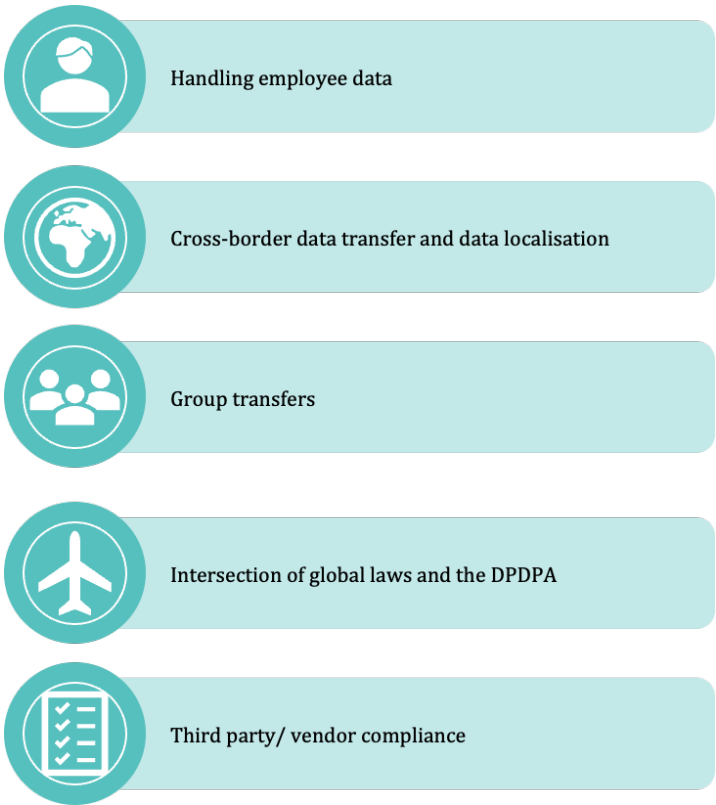 Handling employee data
Cross-border data transfer and data localisation
Group transfers
Intersection of global laws and the DPDPA
Third party/ vendor compliance